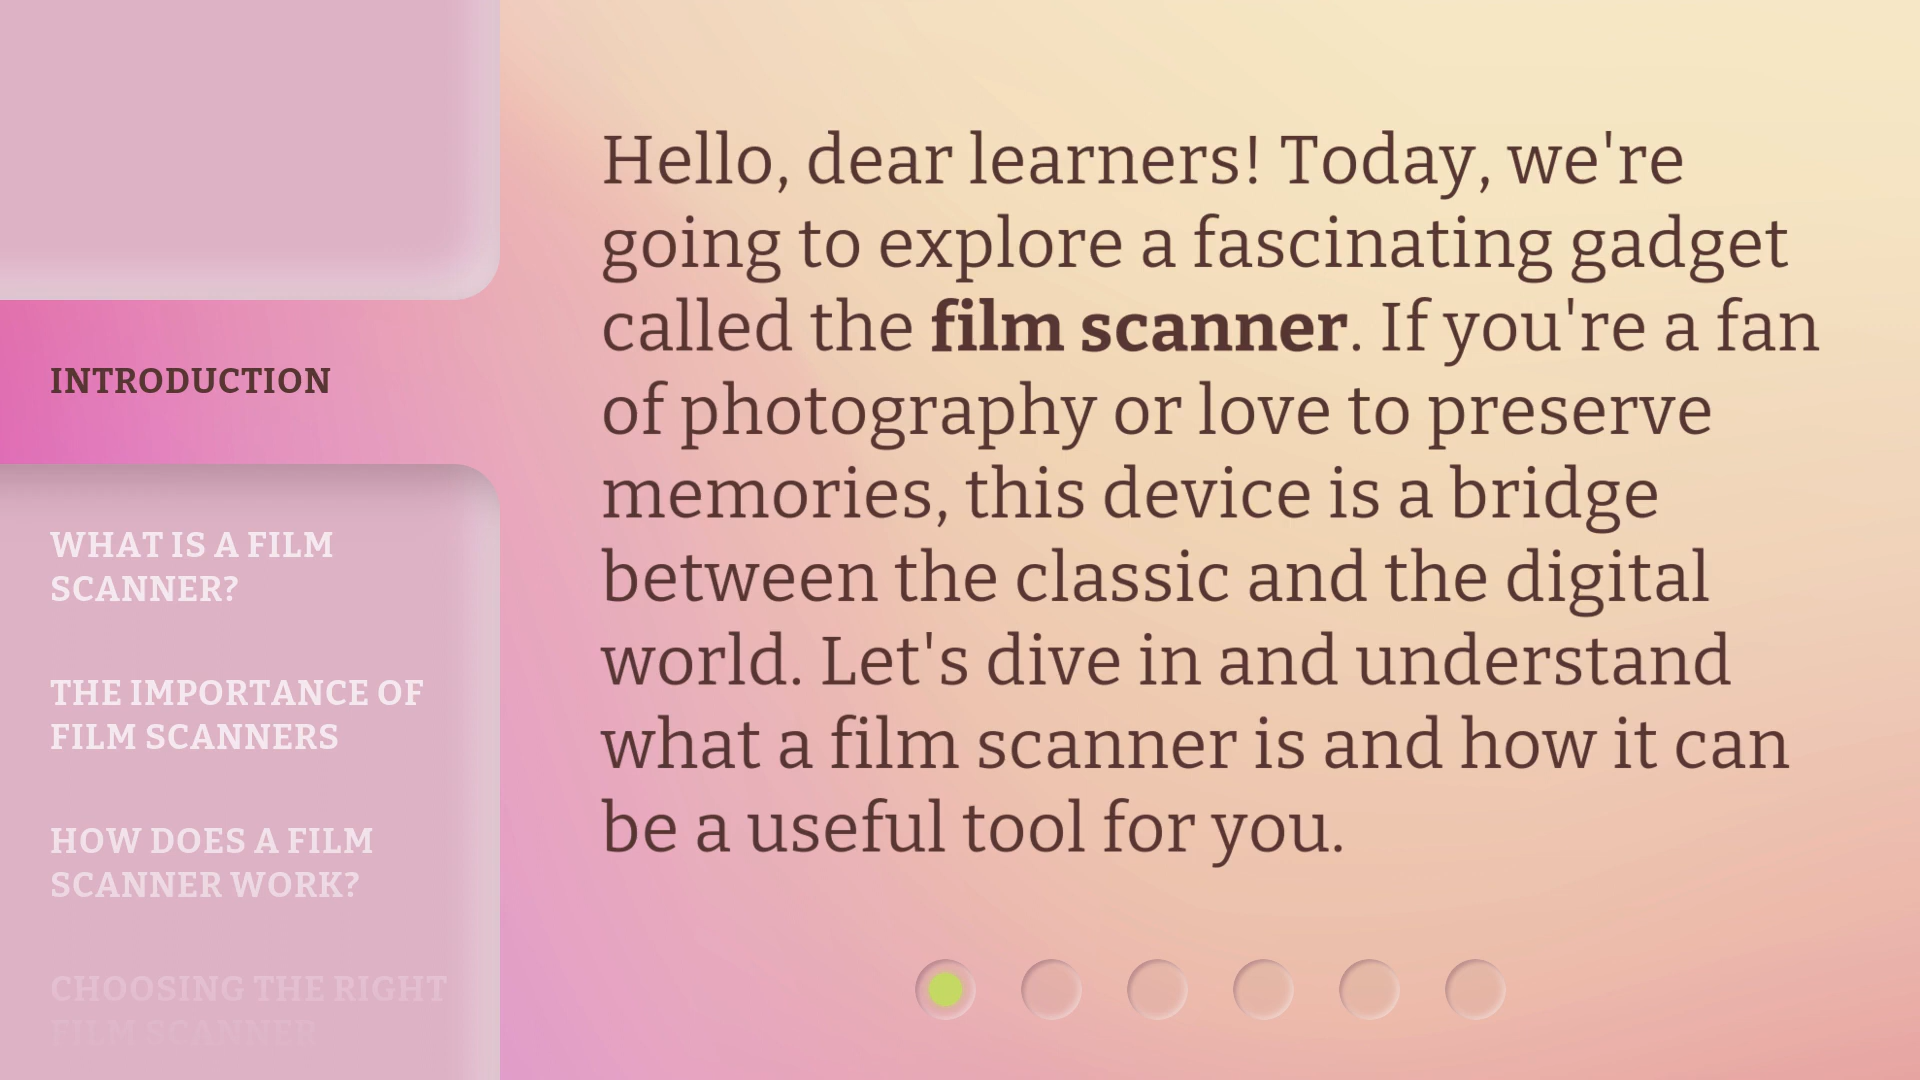 INTRODUCTION
WHAT IS A FILM
SCANNER?
THE IMPORTANCE OF
FILM SCANNERS
HOW DOES A FILM
SCANNER WORK?
CHOOSING THE RIGHT
FILM SCANNER
Hello, dear learners! Today, we're
going to explore a fascinating gadget
called the film scanner. If you're a fan
of photography or love to preserve
memories, this device is a bridge
between the classic and the digital
world. Let's dive in and understand
what a film scanner is and how it can
be a useful tool for you.